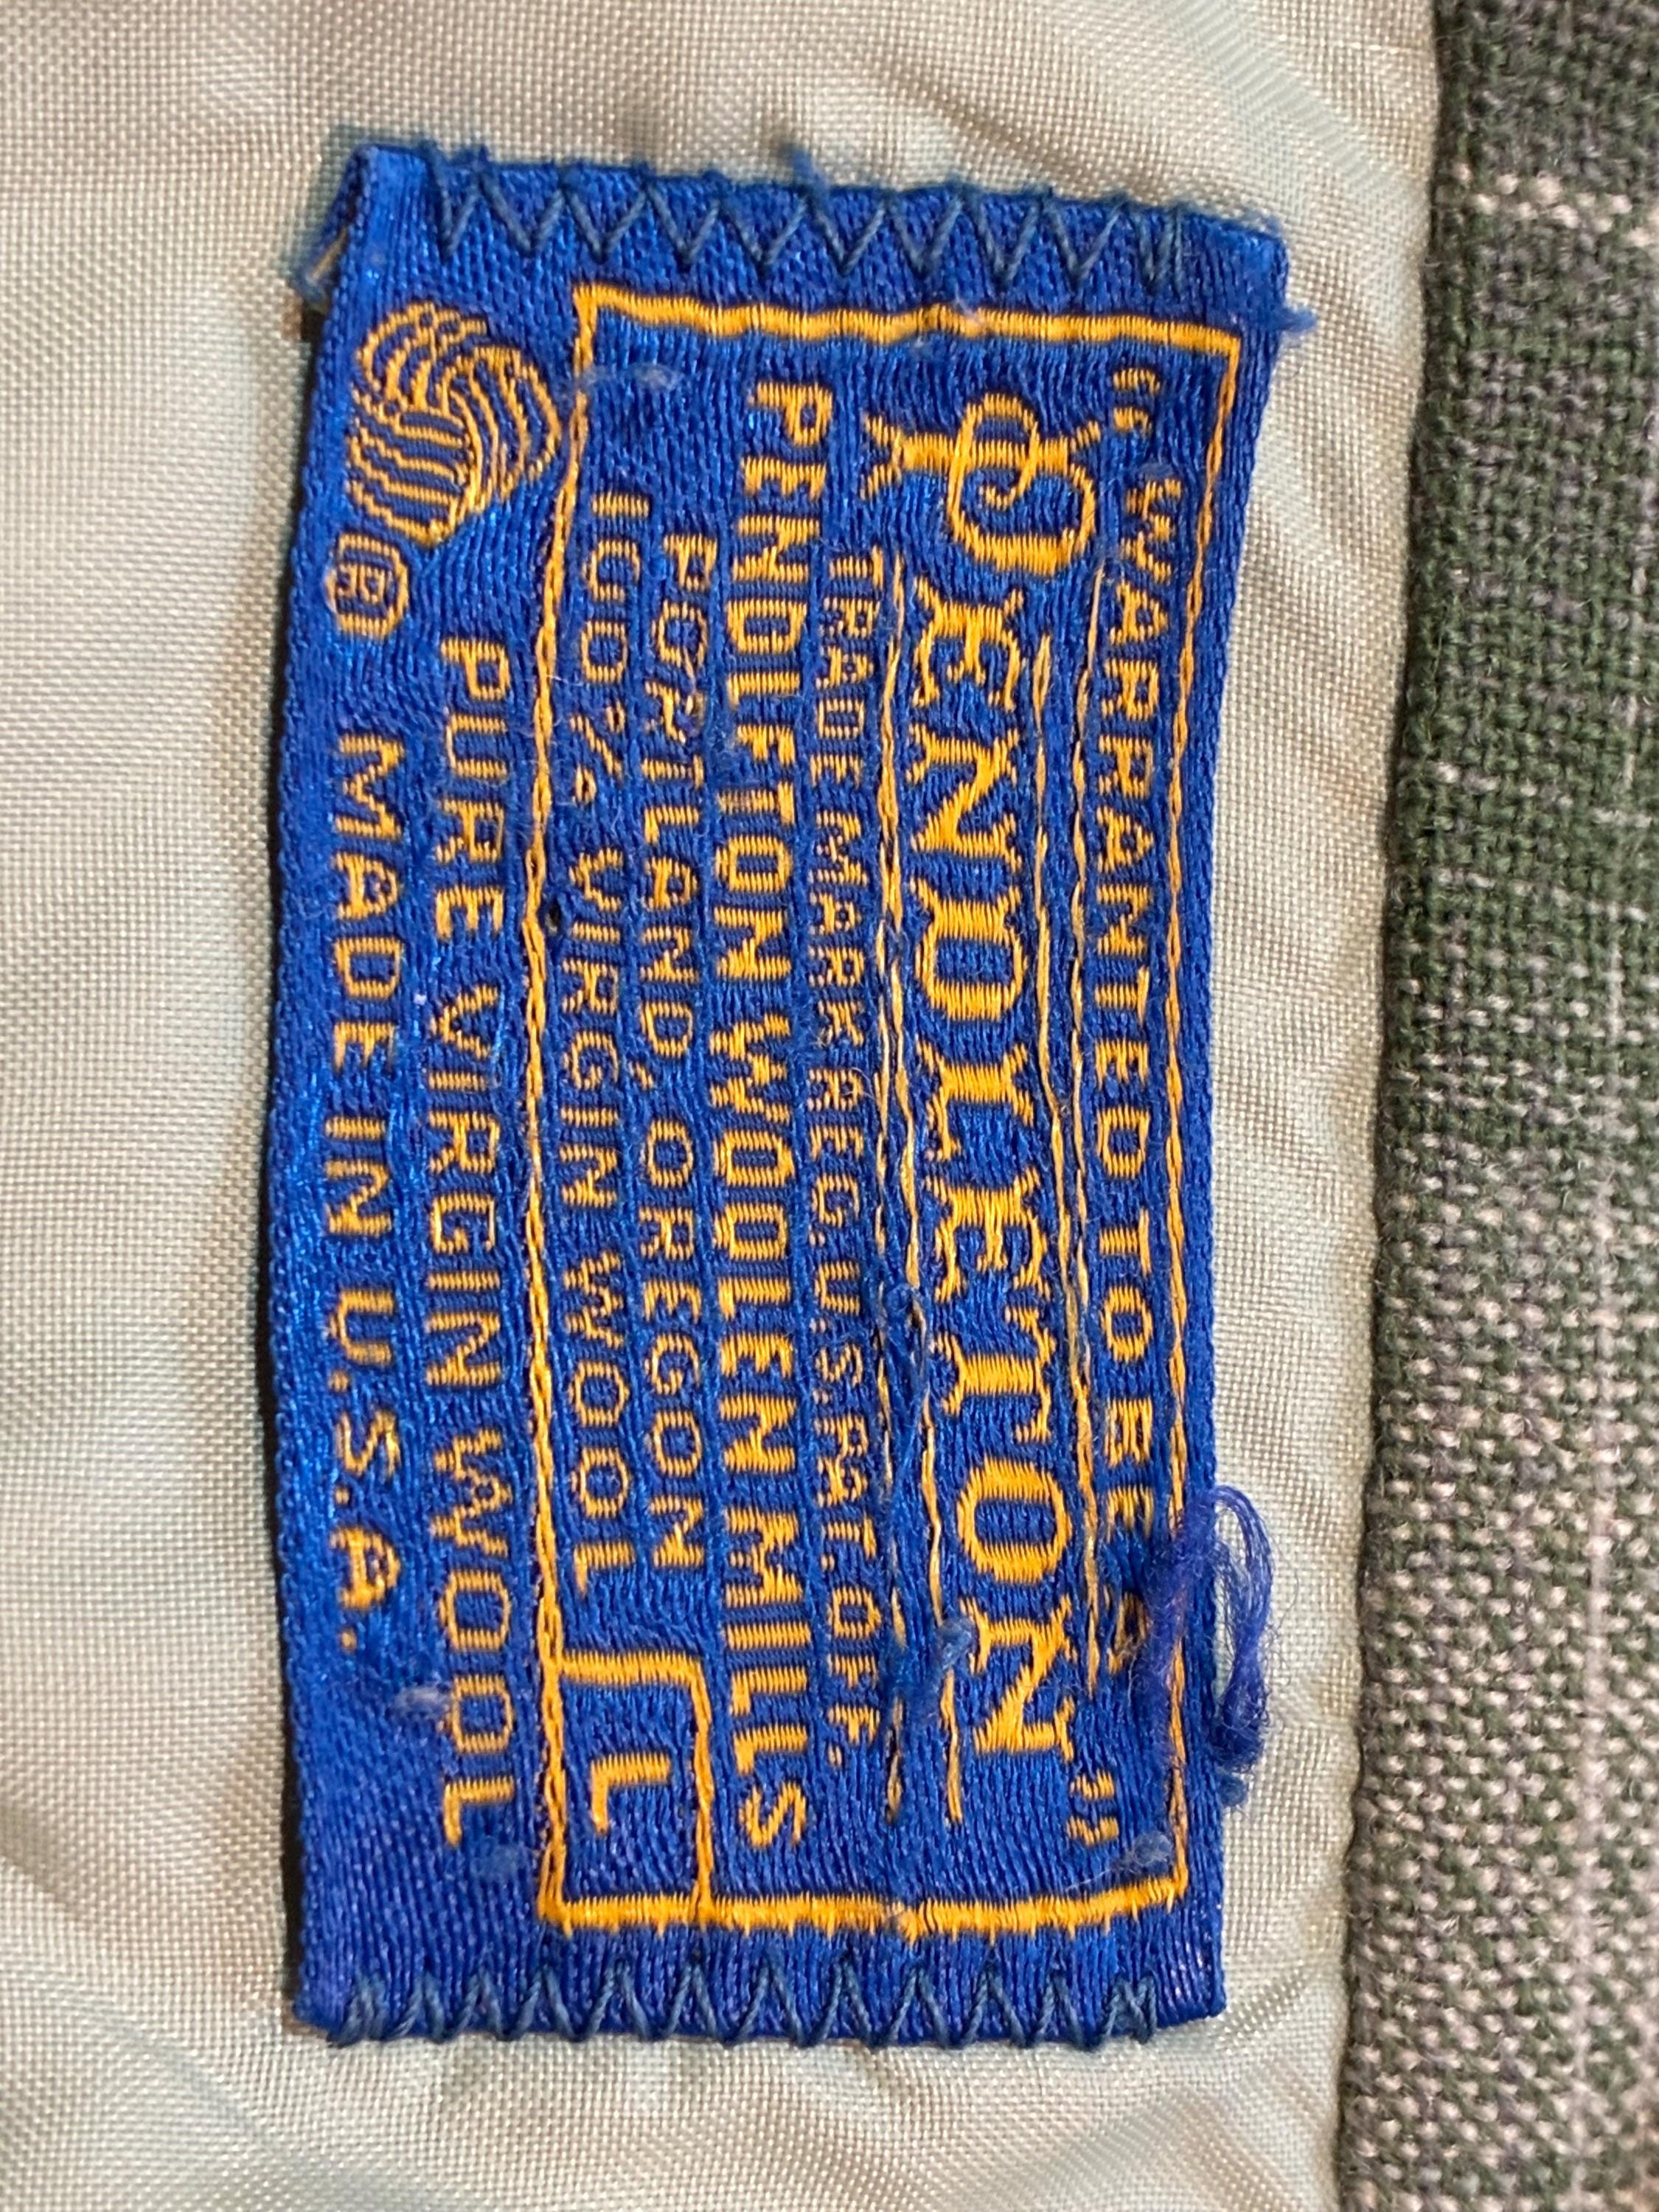 "WARRANTED TO BE A
PENDLETON"
TRADE MARK REG. U.S. PAT. OFF.
PENDLETON WOOLEN MILLS
PORTLAND, OREGON
100% VIRGIN WOOL
L
PURE VIRGIN WOOL
® MADE IN U.S.A.